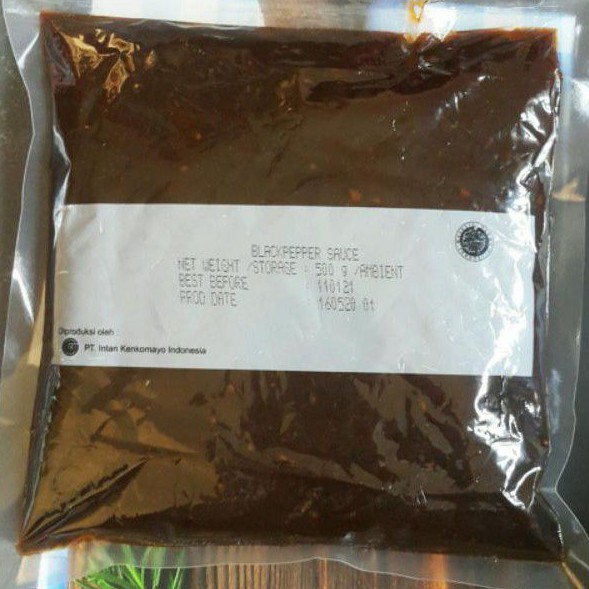 BLACKPEPPER SAUCE
NET WEIGHT /STORAGE : 500 g /AMBIENT
BEST BEFORE : 110121
PROD DATE : 160520 01
Diproduksi oleh :
PT. Intan Kenkomayo Indonesia